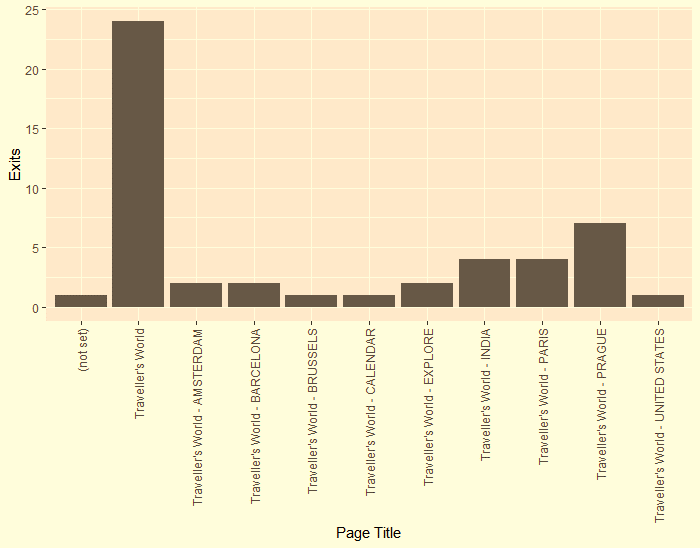 25
20
15
10
5
0
Exits
(not set)
Traveller's World
Traveller's World - AMSTERDAM
Traveller's World - BARCELONA
Traveller's World - BRUSSELS
Traveller's World - CALENDAR
Traveller's World - EXPLORE
Traveller's World - INDIA
Traveller's World - PARIS
Traveller's World - PRAGUE
Traveller's World - UNITED STATES
Page Title